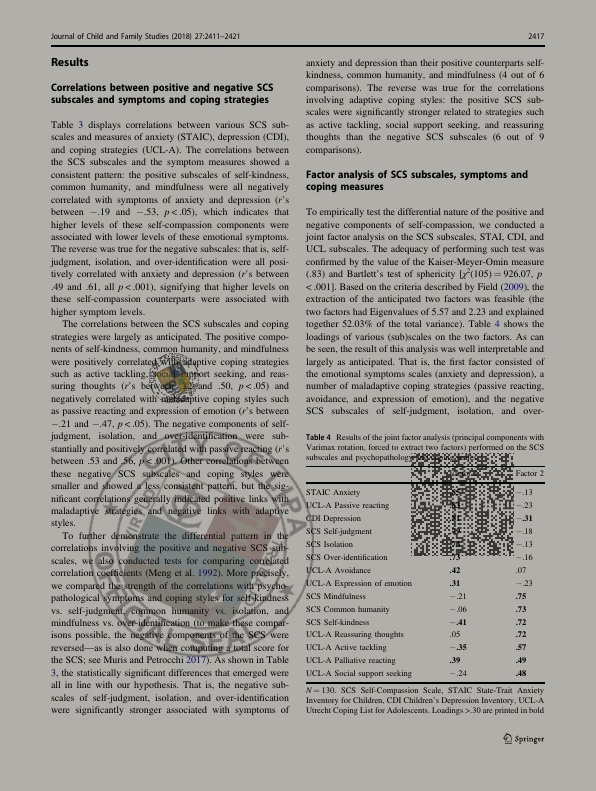 Journal of Child and Family Studies (2018) 27:2411–2421 2417
Results
Correlations between positive and negative SCS
subscales and symptoms and coping strategies
Table 3 displays correlations between various SCS sub-
scales and measures of anxiety (STAIC), depression (CDI),
and coping strategies (UCL-A). The correlations between
the SCS subscales and the symptom measures showed a
consistent pattern: the positive subscales of self-kindness,
common humanity, and mindfulness were all negatively
correlated with symptoms of anxiety and depression (r's
between −.19 and −.53, p < .05), which indicates that
higher levels of these self-compassion components were
associated with lower levels of these emotional symptoms.
The reverse was true for the negative subscales: that is, self-
judgment, isolation, and over-identification were all posi-
tively correlated with anxiety and depression (r's between
.49 and .61, all p < .001), signifying that higher levels on
these self-compassion counterparts were associated with
higher symptom levels.
The correlations between the SCS subscales and coping
strategies were largely as anticipated. The positive compo-
nents of self-kindness, common humanity, and mindfulness
were positively correlated with adaptive coping strategies
such as active tackling, social support seeking, and reas-
suring thoughts (r's between and .50, p < .05) and
negatively correlated with maladaptive coping styles such
as passive reacting and expression of emotion (r's between
−.21 and −.47, p < .05). The negative components of self-
judgment, isolation, and over-identification were sub-
stantially and positively correlated with passive reacting (r's
between .53 and .56, p < .001). Other correlations between
these negative SCS subscales and coping styles were
smaller and showed a less consistent pattern, but the sig-
nificant correlations generally indicated positive links with
maladaptive strategies and negative links with adaptive
styles.
To further demonstrate the differential pattern in the
correlations involving the positive and negative SCS sub-
scales, we also conducted tests for comparing correlated
correlation coefficients (Meng et al. 1992). More precisely,
we compared the strength of the correlations with psycho-
pathological symptoms and coping styles for self-kindness
vs. self-judgment, common humanity vs. isolation, and
mindfulness vs. over-identification (to make these compar-
isons possible, the negative components of the SCS were
reversed—as is also done when computing a total score for
the SCS; see Muris and Petrocchi 2017). As shown in Table
3, the statistically significant differences that emerged were
all in line with our hypothesis. That is, the negative sub-
scales of self-judgment, isolation, and over-identification
were significantly stronger associated with symptoms of
anxiety and depression than their positive counterparts self-
kindness, common humanity, and mindfulness (4 out of 6
comparisons). The reverse was true for the correlations
involving adaptive coping styles: the positive SCS sub-
scales were significantly stronger related to strategies such
as active tackling, social support seeking, and reassuring
thoughts than the negative SCS subscales (6 out of 9
comparisons).
Factor analysis of SCS subscales, symptoms and
coping measures
To empirically test the differential nature of the positive and
negative components of self-compassion, we conducted a
joint factor analysis on the SCS subscales, STAI, CDI, and
UCL subscales. The adequacy of performing such test was
confirmed by the value of the Kaiser-Meyer-Omin measure
(.83) and Bartlett's test of sphericity [χ²(105) = 926.07, p
< .001]. Based on the criteria described by Field (2009), the
extraction of the anticipated two factors was feasible (the
two factors had Eigenvalues of 5.57 and 2.23 and explained
together 52.03% of the total variance). Table 4 shows the
loadings of various (sub)scales on the two factors. As can
be seen, the result of this analysis was well interpretable and
largely as anticipated. That is, the first factor consisted of
the emotional symptoms scales (anxiety and depression), a
number of maladaptive coping strategies (passive reacting,
avoidance, and expression of emotion), and the negative
SCS subscales of self-judgment, isolation, and over-
Table 4 Results of the joint factor analysis (principal components with
Varimax rotation, forced to extract two factors) performed on the SCS
subscales and psychopathology
Factor 2
STAIC Anxiety −.13
UCL-A Passive reacting −.23
CDI Depression −.31
SCS Self-judgment −.18
SCS Isolation −.13
SCS Over-identification −.16
UCL-A Avoidance .42 .07
UCL-A Expression of emotion .31 −.23
SCS Mindfulness −.21 .75
SCS Common humanity −.06 .73
SCS Self-kindness −.41 .72
UCL-A Reassuring thoughts .05 .72
UCL-A Active tackling −.35 .57
UCL-A Palliative reacting .39 .49
UCL-A Social support seeking −.24 .48
N = 130. SCS Self-Compassion Scale, STAIC State-Trait Anxiety
Inventory for Children, CDI Children's Depression Inventory, UCL-A
Utrecht Coping List for Adolescents. Loadings >.30 are printed in bold
Springer